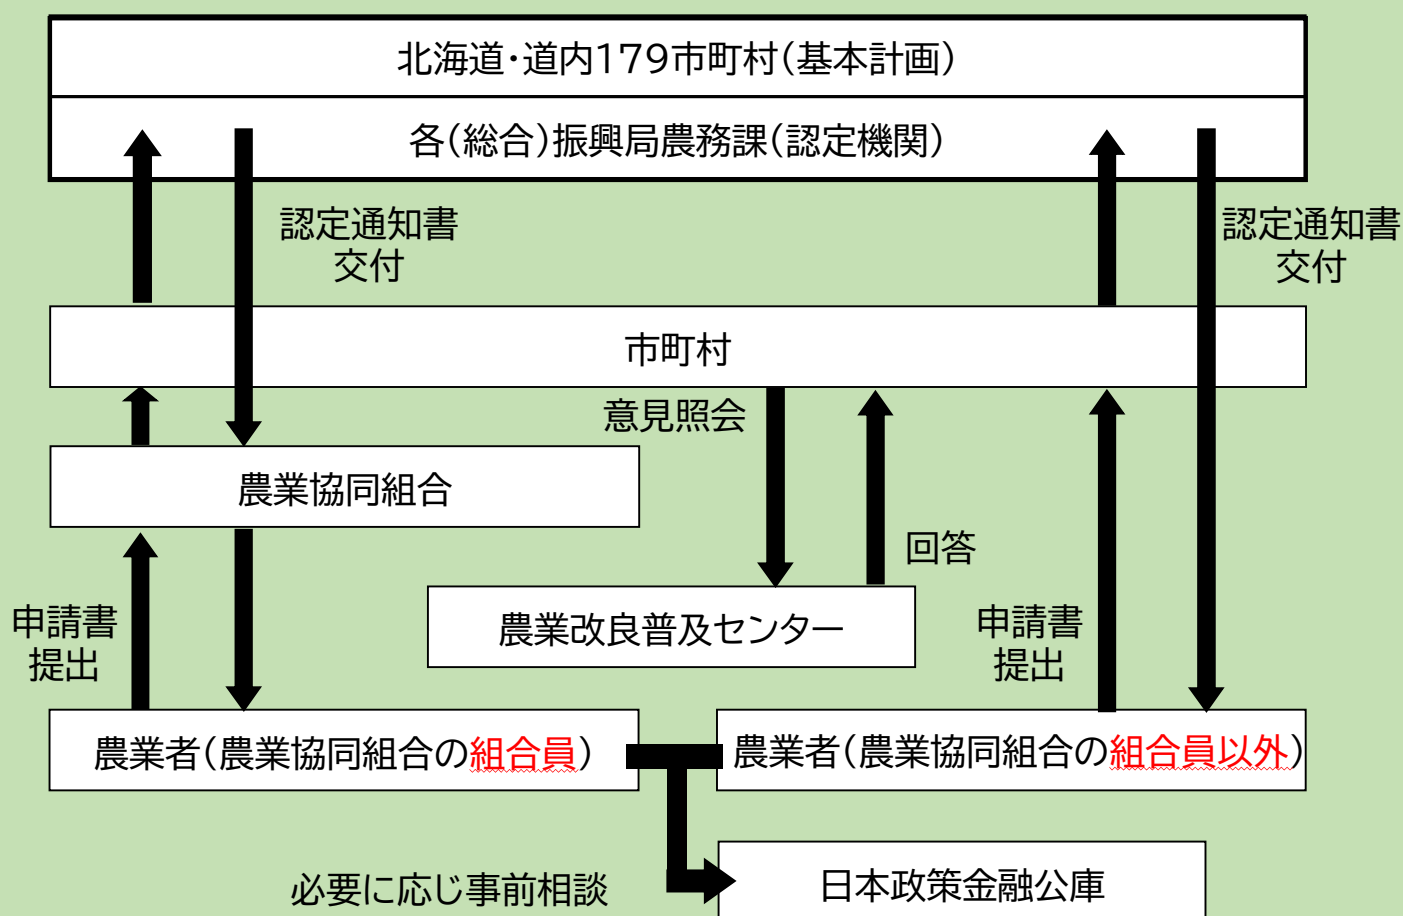 北海道・道内179市町村(基本計画)
各(総合)振興局農務課(認定機関)
認定通知書
交付
認定通知書
交付
市町村
意見照会
農業協同組合
回答
農業改良普及センター
申請書
提出
申請書
提出
農業者(農業協同組合の組合員)
農業者(農業協同組合の組合員以外)
必要に応じ事前相談
日本政策金融公庫